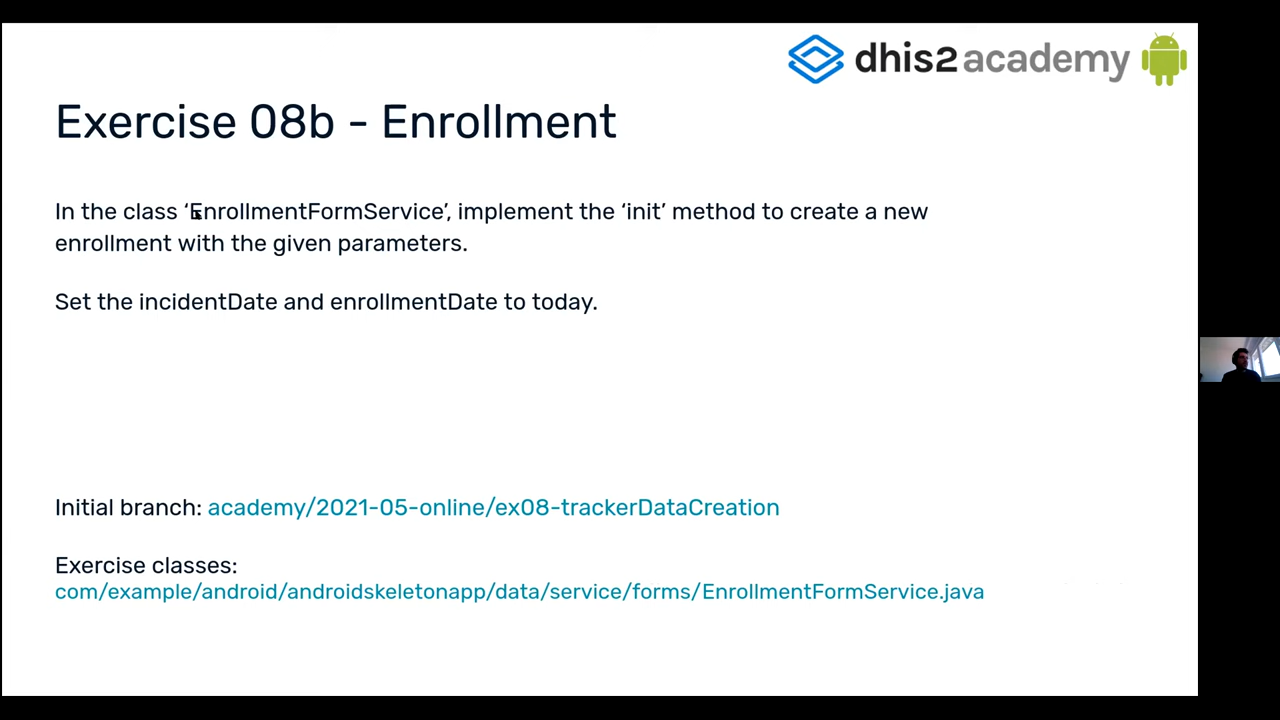 dhis2 academy
Exercise 08b - Enrollment
In the class ‘EnrollmentFormService’, implement the ‘init’ method to create a new
enrollment with the given parameters.
Set the incidentDate and enrollmentDate to today.
Initial branch: academy/2021-05-online/ex08-trackerDataCreation
Exercise classes:
com/example/android/androidskeletonapp/data/service/forms/EnrollmentFormService.java